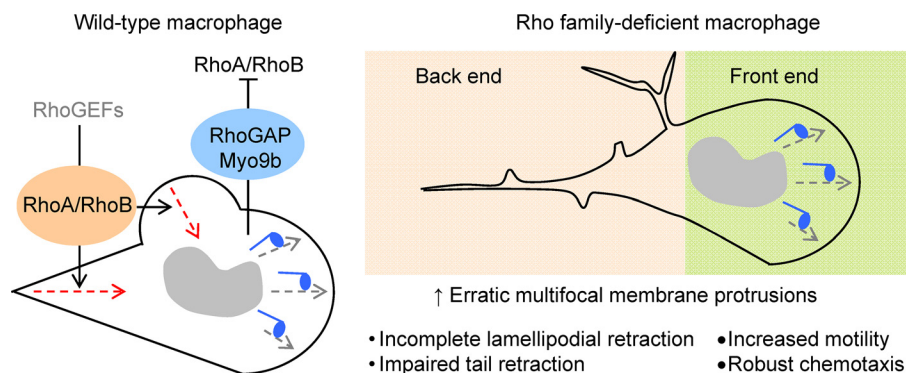 Wild-type macrophage
RhoA/RhoB
RhoGEFs
RhoGAP
Myo9b
RhoA/RhoB
Rho family-deficient macrophage
Back end
Front end
↑ Erratic multifocal membrane protrusions
• Incomplete lamellipodial retraction
• Impaired tail retraction
• Increased motility
• Robust chemotaxis